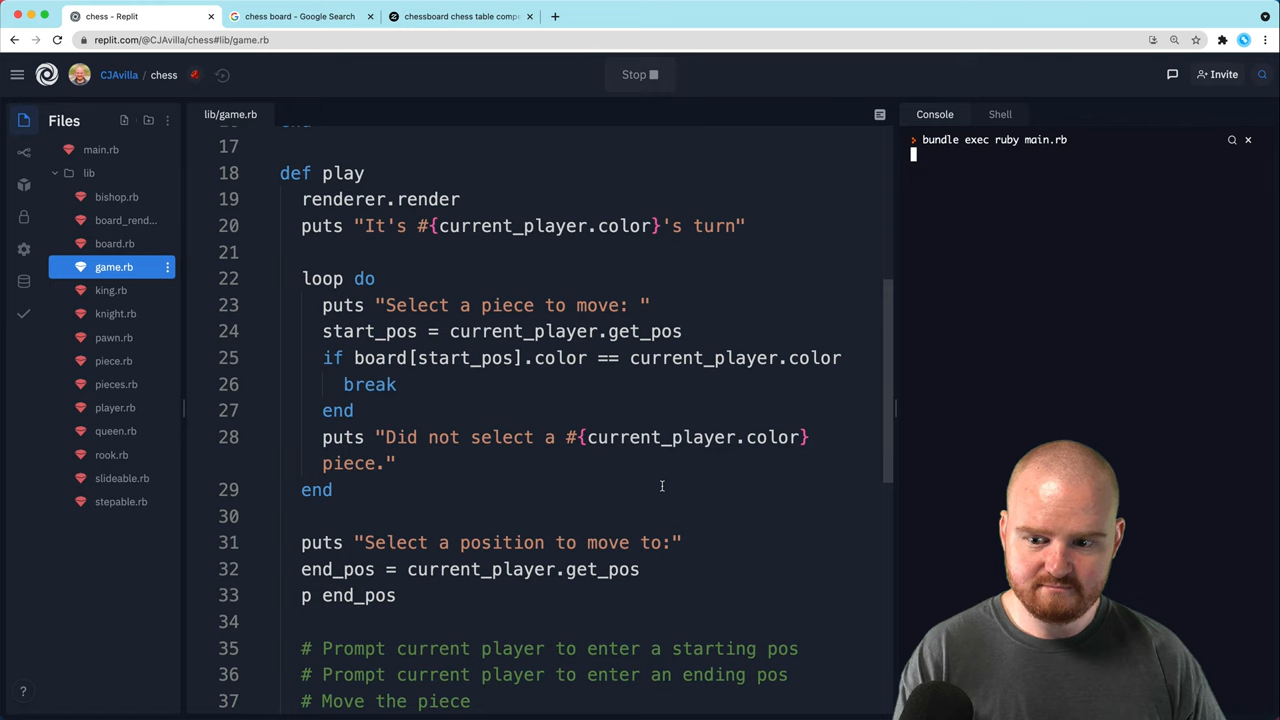 chess - Replit
chess board - Google Search
chessboard chess table comp
replit.com/@CJAvilla/chess#lib/game.rb
CJAvilla / chess
Stop
Invite
Files
main.rb
lib
bishop.rb
board_rend...
board.rb
game.rb
king.rb
knight.rb
pawn.rb
piece.rb
pieces.rb
player.rb
queen.rb
rook.rb
slideable.rb
stepable.rb
lib/game.rb
17
18 def play
19 renderer.render
20 puts "It's #{current_player.color}'s turn"
21
22 loop do
23 puts "Select a piece to move: "
24 start_pos = current_player.get_pos
25 if board[start_pos].color == current_player.color
26 break
27 end
28 puts "Did not select a #{current_player.color}
piece."
29 end
30
31 puts "Select a position to move to:"
32 end_pos = current_player.get_pos
33 p end_pos
34
35 # Prompt current player to enter a starting pos
36 # Prompt current player to enter an ending pos
37 # Move the piece
Console
Shell
bundle exec ruby main.rb